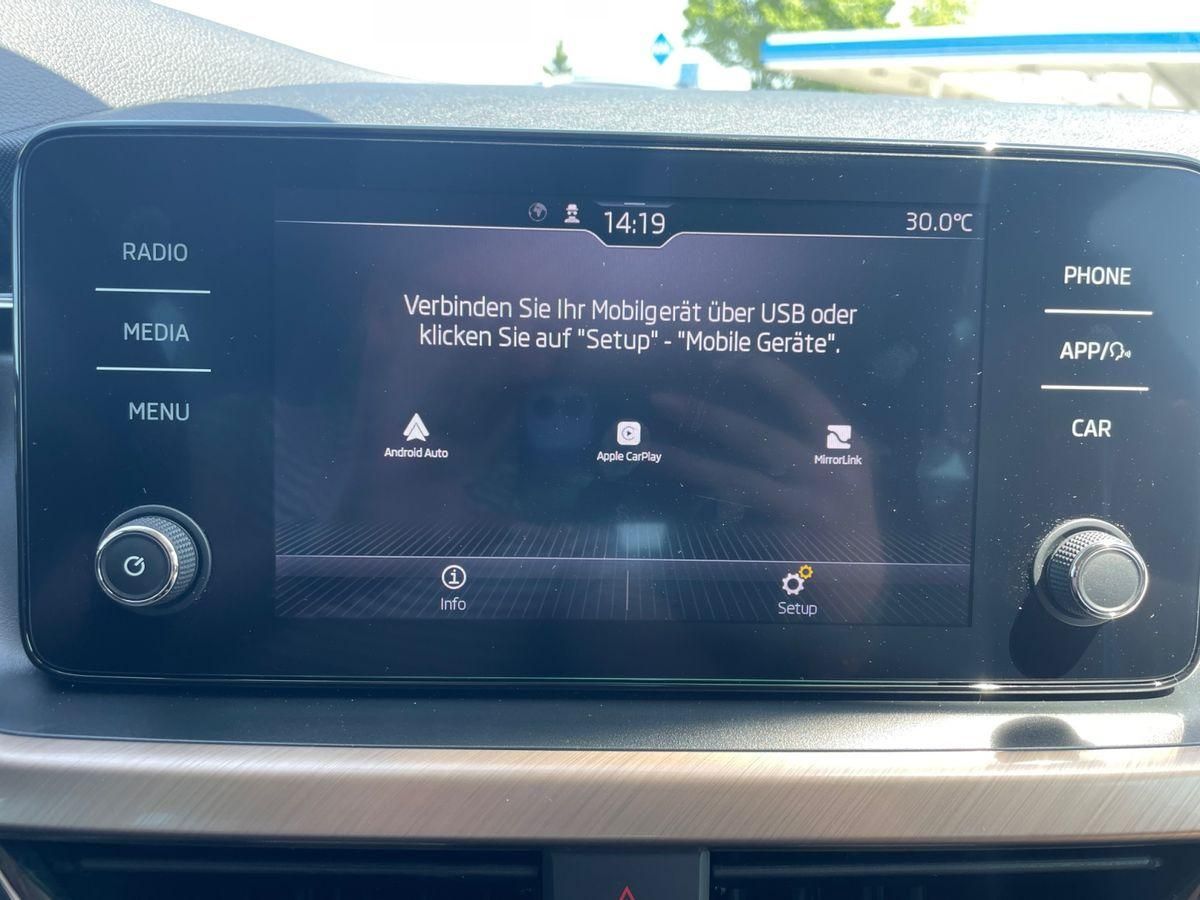 14:19
30.0°C
RADIO
MEDIA
MENU
Verbinden Sie Ihr Mobilgerät über USB oder
klicken Sie auf "Setup" - "Mobile Geräte".
Android Auto
Apple CarPlay
MirrorLink
Info
Setup
PHONE
APP/
CAR